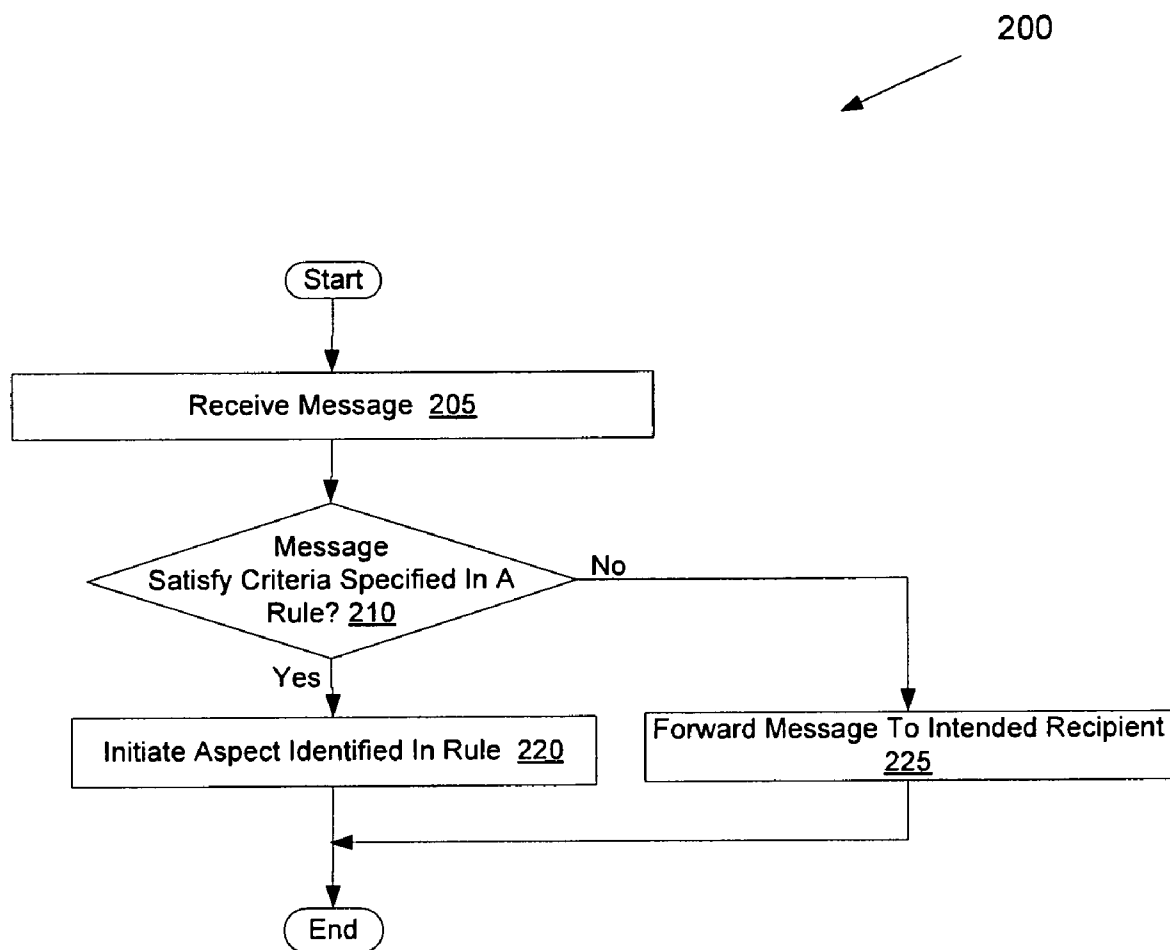 200
Start
Receive Message 205
Message
Satisfy Criteria Specified In A
Rule? 210
No
Yes
Initiate Aspect Identified In Rule 220
Forward Message To Intended Recipient
225
End